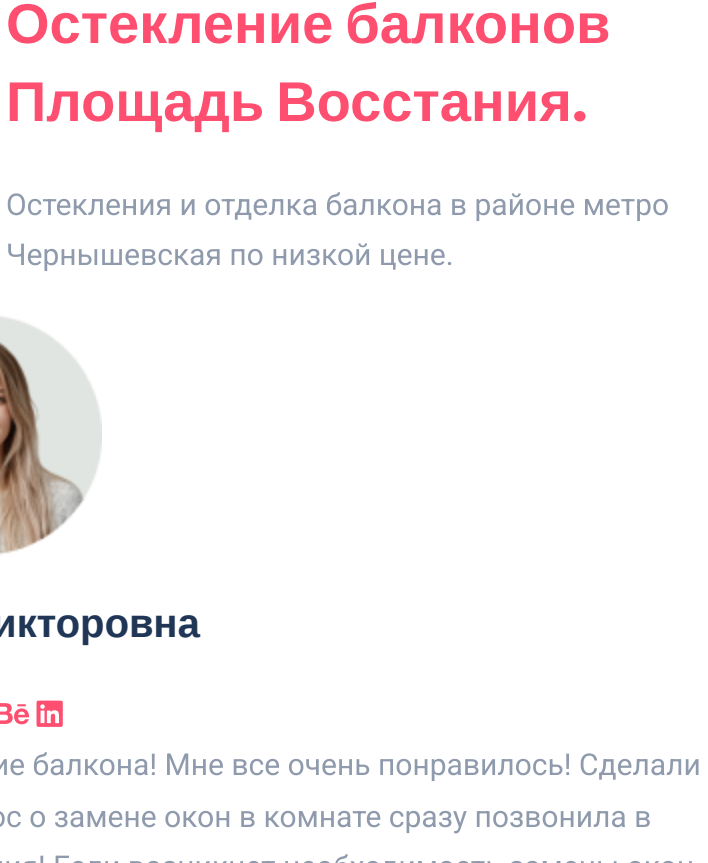 Остекление балконов
Площадь Восстания.
Остекления и отделка балкона в районе метро
Чернышевская по низкой цене.
икторовна
Bē in
ие балкона! Мне все очень понравилось! Сделали
ос о замене окон в комнате сразу позвонила в